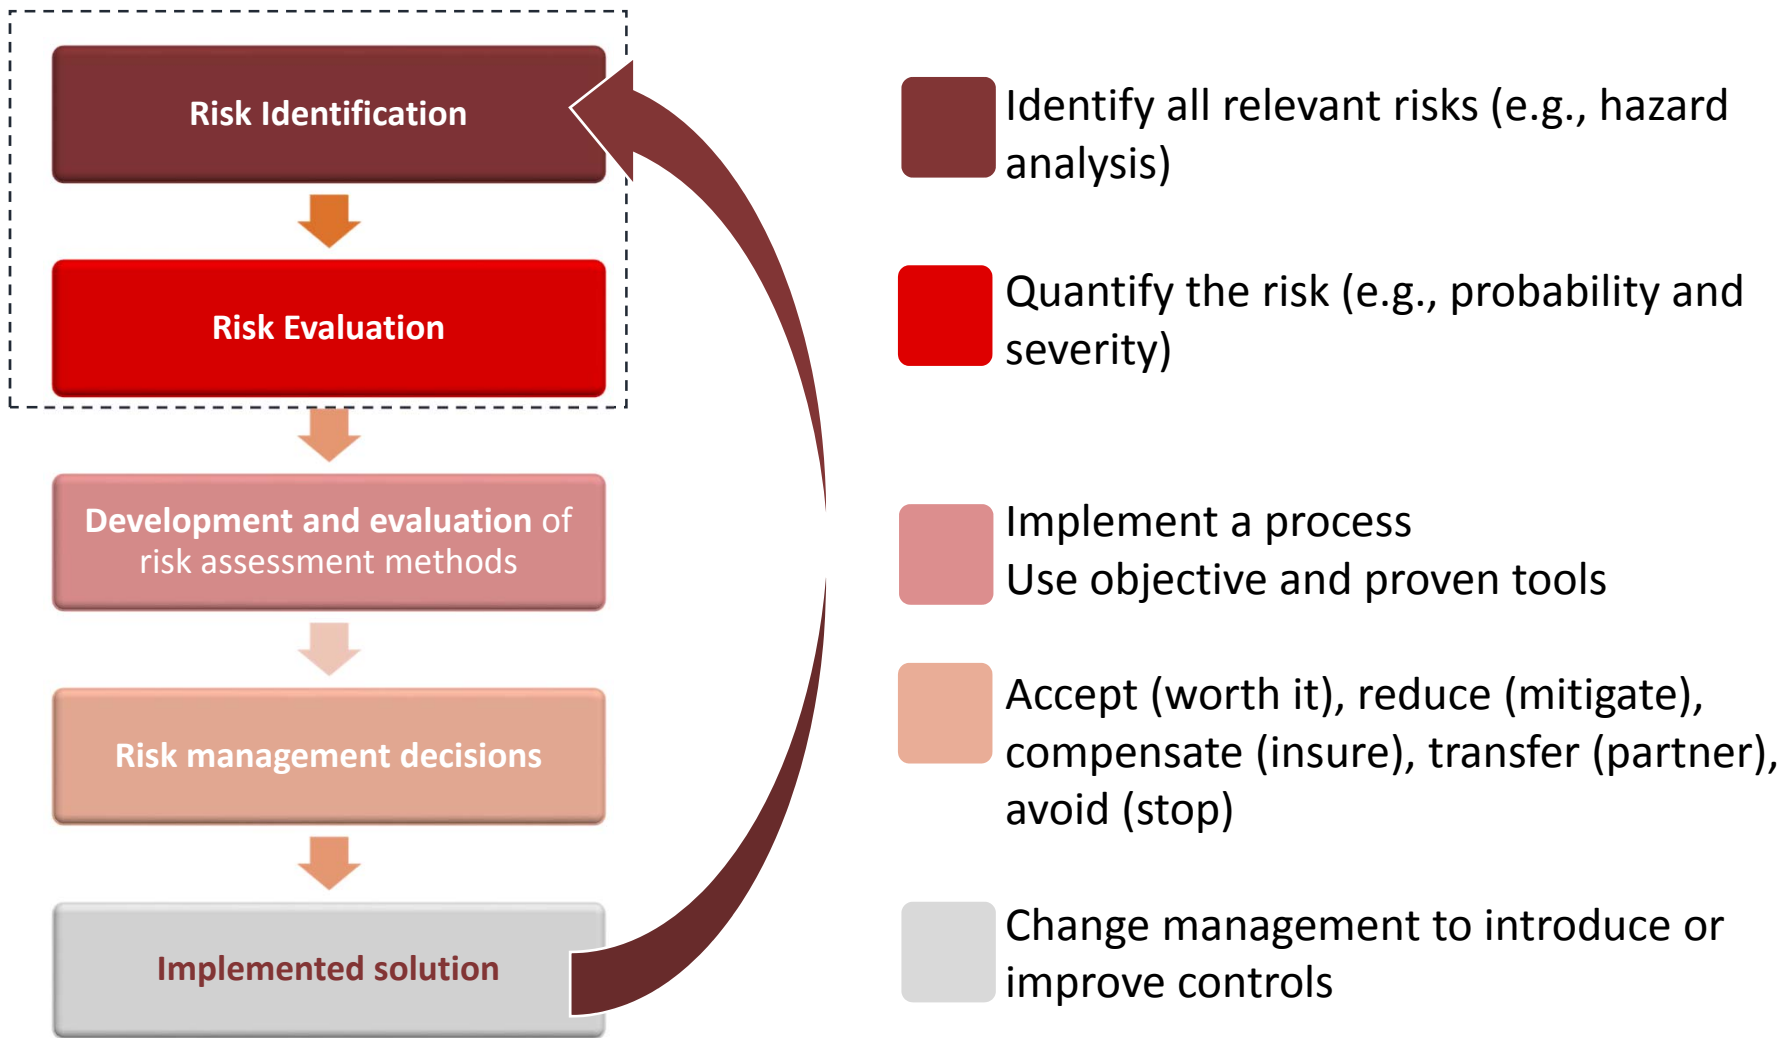 Risk Identification
Risk Evaluation
Development and evaluation of
risk assessment methods
Risk management decisions
Implemented solution
Identify all relevant risks (e.g., hazard
analysis)
Quantify the risk (e.g., probability and
severity)
Implement a process
Use objective and proven tools
Accept (worth it), reduce (mitigate),
compensate (insure), transfer (partner),
avoid (stop)
Change management to introduce or
improve controls